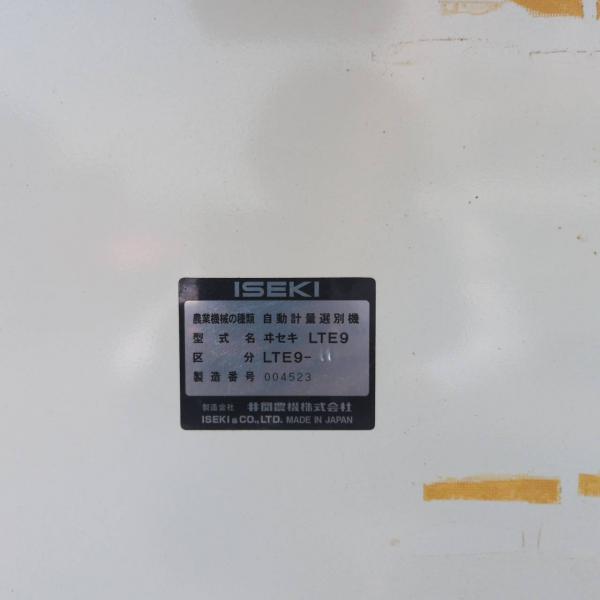 ISEKI
農業機械の種類 自動計量選別機
型式名 ヰセキ LTE9
区分 LTE9-
製造番号 004523
製造会社 井関農機株式会社
ISEKI & CO., LTD. MADE IN JAPAN